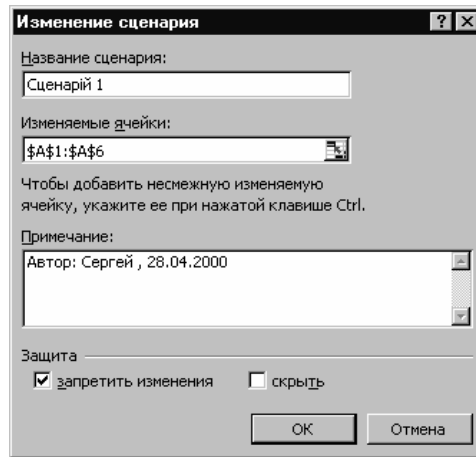 Изменение сценария
Название сценария:
Сценарій 1
Изменяемые ячейки:
$A$1:$A$6
Чтобы добавить несмежную изменяемую
ячейку, укажите ее при нажатой клавише Ctrl.
Примечание:
Автор: Сергей , 28.04.2000
Защита
запретить изменения скрыть
ОК Отмена